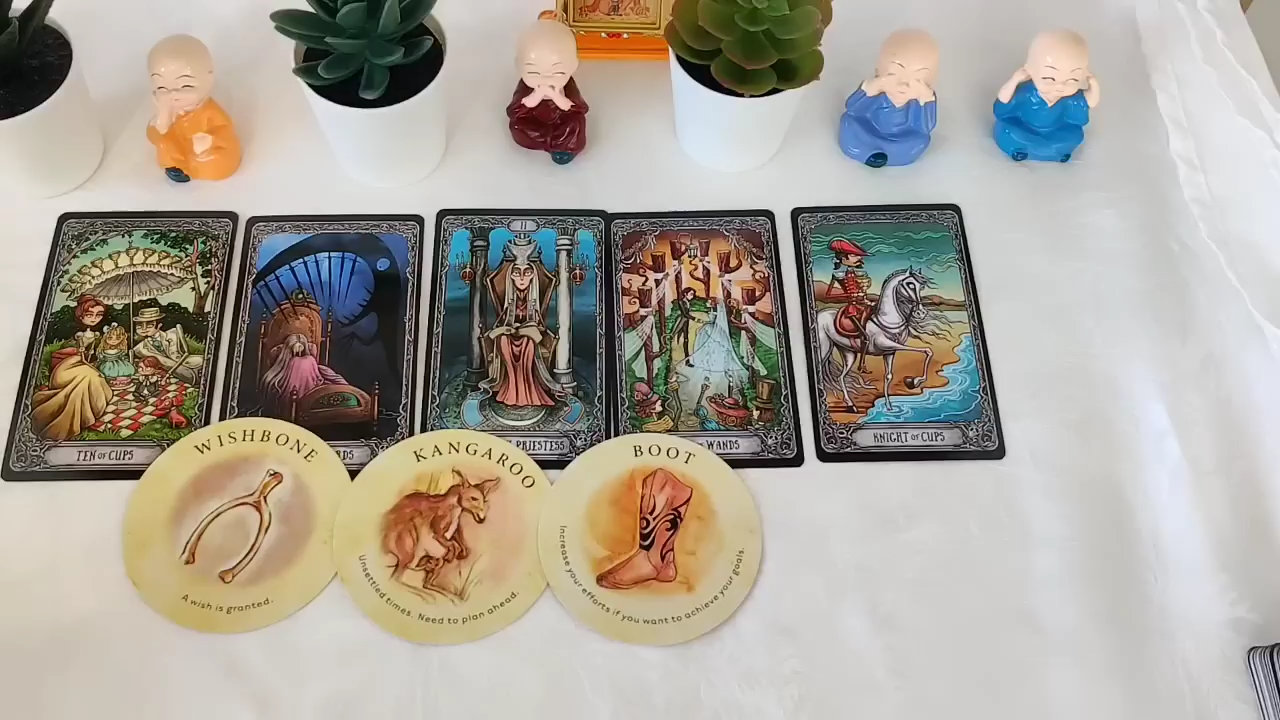 II
TEN OF CUPS
PRIESTESS
WANDS
KNIGHT OF CUPS
WISHBONE
A wish is granted.
KANGAROO
Unsettled times. Need to plan ahead.
BOOT
Increase your efforts if you want to achieve your goals.